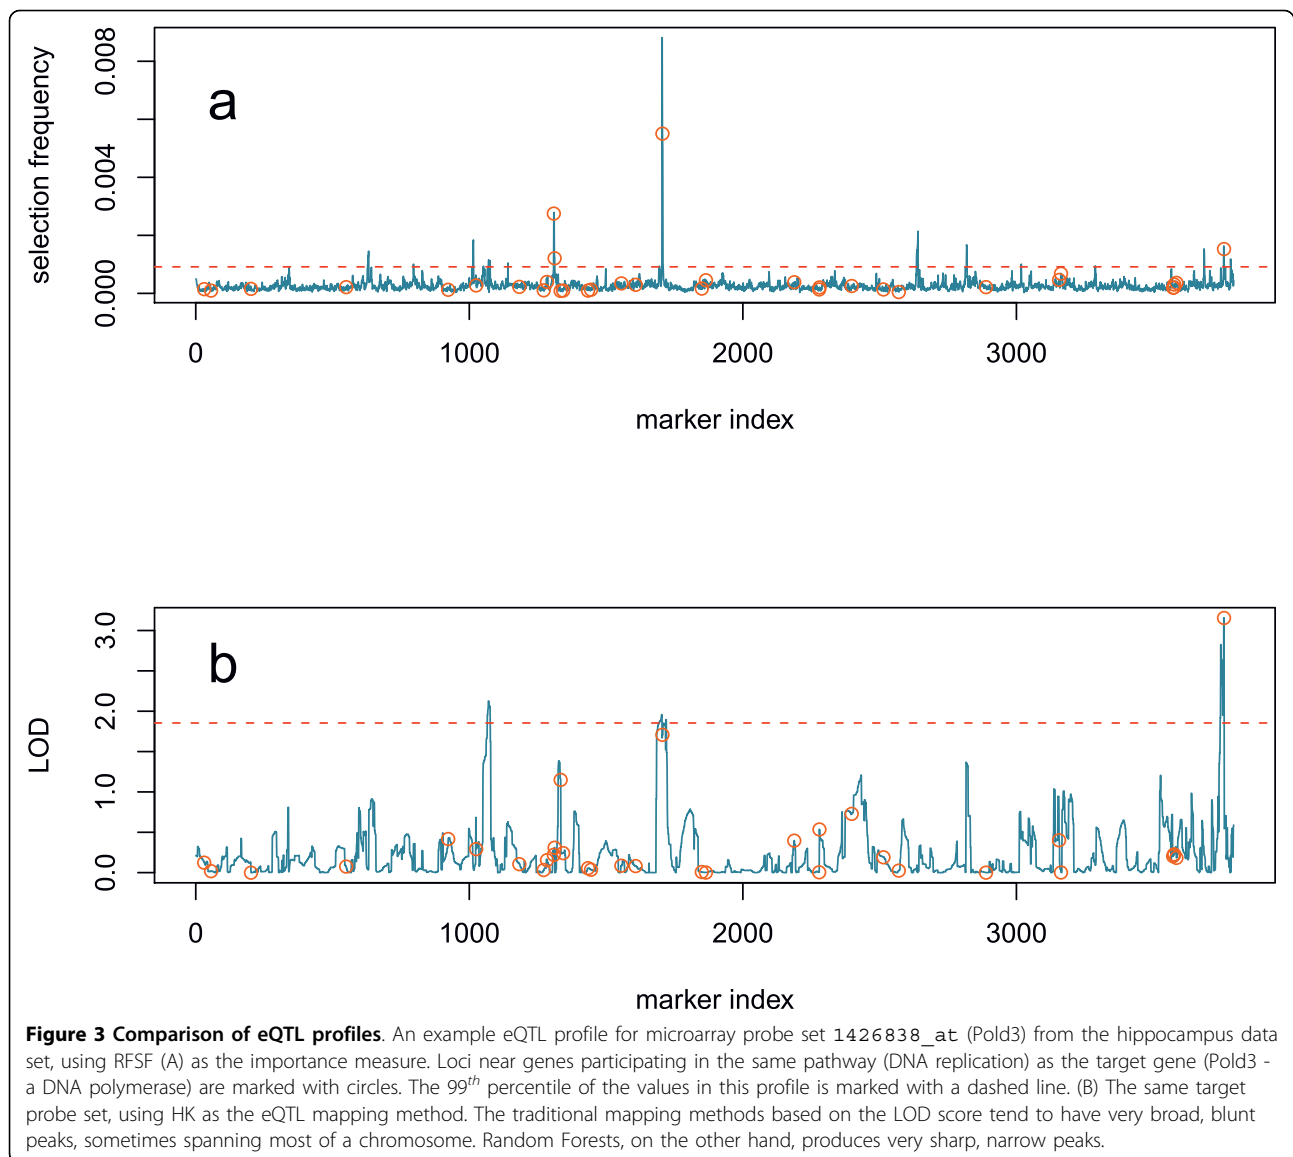 a
selection frequency
0.008
0.004
0.000
0 1000 2000 3000
marker index
b
LOD
3.0
2.0
1.0
0.0
0 1000 2000 3000
marker index
Figure 3 Comparison of eQTL profiles. An example eQTL profile for microarray probe set 1426838_at (Pold3) from the hippocampus data
set, using RFSF (A) as the importance measure. Loci near genes participating in the same pathway (DNA replication) as the target gene (Pold3 -
a DNA polymerase) are marked with circles. The 99th percentile of the values in this profile is marked with a dashed line. (B) The same target
probe set, using HK as the eQTL mapping method. The traditional mapping methods based on the LOD score tend to have very broad, blunt
peaks, sometimes spanning most of a chromosome. Random Forests, on the other hand, produces very sharp, narrow peaks.